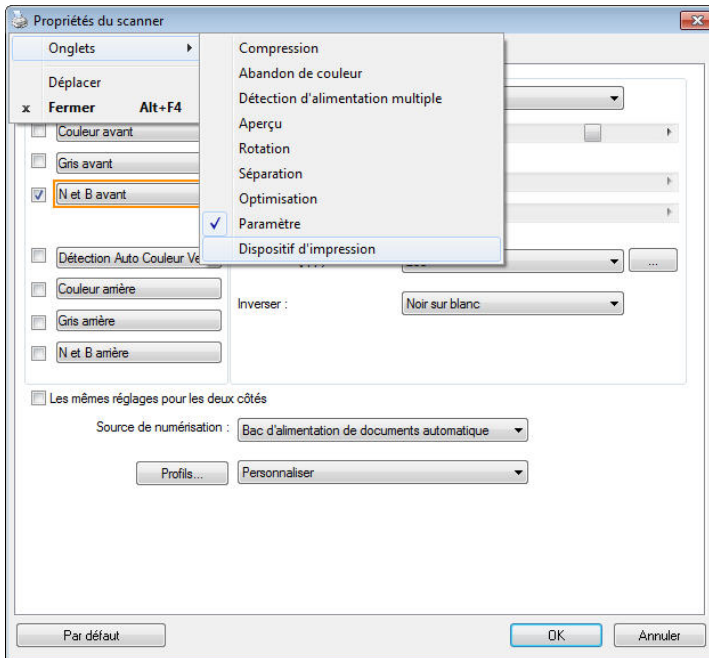 Propriétés du scanner
Onglets
Déplacer
x Fermer Alt+F4
Compression
Abandon de couleur
Détection d'alimentation multiple
Aperçu
Rotation
Séparation
Optimisation
Paramètre
Dispositif d'impression
Couleur avant
Gris avant
N et B avant
Détection Auto Couleur Ve
Couleur arrière
Gris arrière
N et B arrière
Inverser : Noir sur blanc
...
Les mêmes réglages pour les deux côtés
Source de numérisation : Bac d'alimentation de documents automatique
Profils... Personnaliser
Par défaut OK Annuler